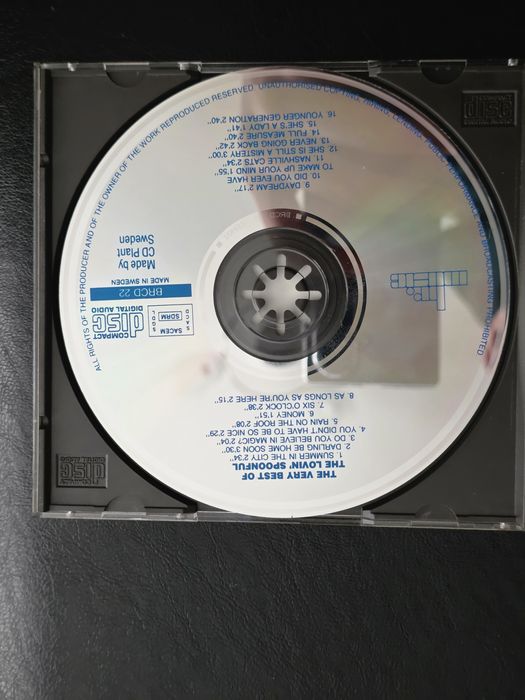 THE VERY BEST OF
THE LOVIN' SPOONFUL
1. SUMMER IN THE CITY 2:34"
2. DARLING BE HOME SOON 3:30"
3. DO YOU BELIEVE IN MAGIC? 2:04"
4. YOU DIDN'T HAVE TO BE SO NICE 2:29"
5. RAIN ON THE ROOF 2:08"
6. MONEY 1:51"
7. SIX O'CLOCK 2:38"
8. AS LONGAS AS YOU'RE HERE 2:15"
COMPACT
disc
DIGITAL AUDIO
SACEM
SDRM
BRCD 22
MADE IN SWEDEN
Made by
CD Plant
Sweden
9. DAYDREAM 2:17"
10. DID YOU EVER HAVE
TO MAKE UP YOUR MIND 1:55"
11. NASHVILLE CATS 2:34"
12. SHE IS STILL A MISTERY 3:00"
13. NEVER GOING BACK 2:42"
14. FULL MEASURE 2:40"
15. SHE'S A LADY 1:41"
16. YOUNGER GENERATION 2:40"
ALL RIGHTS OF THE PRODUCER AND OF THE OWNER OF THE WORK REPRODUCED RESERVED. UNAUTHORISED COPYING, HIRING, LENDING, PUBLIC PERFORMANCE AND BROADCASTING PROHIBITED
COMPACT
disc
COMPACT
disc